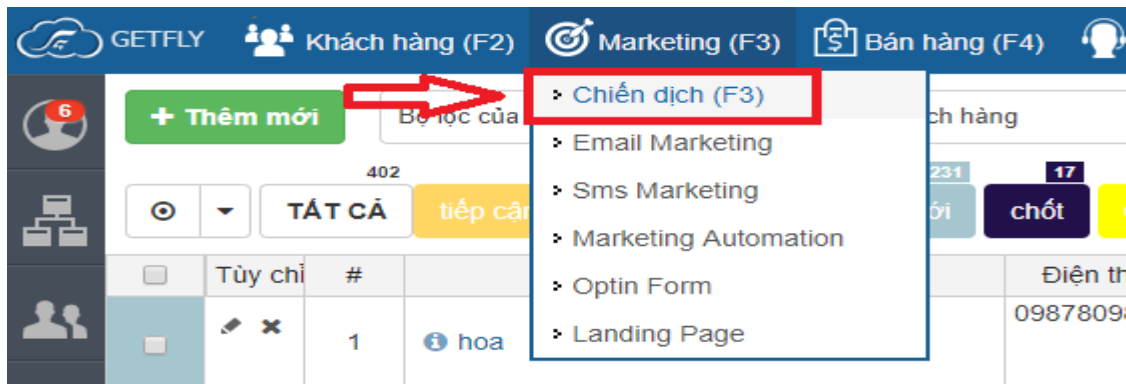 GETFLY Khách hàng (F2) Marketing (F3) Bán hàng (F4)
6
+ Thêm mới Bộ lọc của ch hàng
Chiến dịch (F3)
Email Marketing
Sms Marketing
Marketing Automation
Optin Form
Landing Page
402 231 17
TẤT CẢ tiếp cận ới chốt
Tùy chỉ # Điện th
1 hoa 0987809